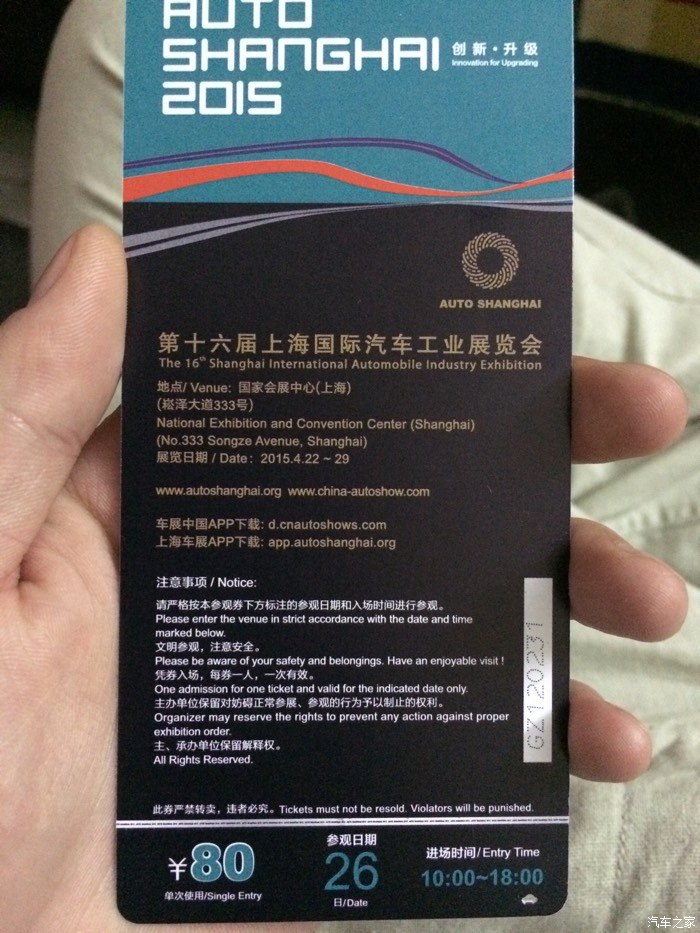 AUTO
SHANGHAI
2015
创新·升级
Innovation for Upgrading
AUTO SHANGHAI
第十六届上海国际汽车工业展览会
The 16th Shanghai International Automobile Industry Exhibition
地点/ Venue: 国家会展中心(上海)
(崧泽大道333号)
National Exhibition and Convention Center (Shanghai)
(No.333 Songze Avenue, Shanghai)
展览日期 / Date: 2015.4.22 ~ 29
www.autoshanghai.org www.china-autoshow.com
车展中国APP下载: d.cnautoshows.com
上海车展APP下载: app.autoshanghai.org
注意事项 / Notice:
请严格按本参观券下方标注的参观日期和入场时间进行参观。
Please enter the venue in strict accordance with the date and time
marked below.
文明参观，注意安全。
Please be aware of your safety and belongings. Have an enjoyable visit !
凭券入场，每券一人，一次有效。
One admission for one ticket and valid for the indicated date only.
主办单位保留对妨碍正常参展、参观的行为予以制止的权利。
Organizer may reserve the rights to prevent any action against proper
exhibition order.
主、承办单位保留解释权。
All Rights Reserved.
GZ120231
此券严禁转卖，违者必究。Tickets must not be resold. Violators will be punished.
¥80
单次使用/Single Entry
参观日期
26
日/Date
进场时间/Entry Time
10:00~18:00
汽车之家